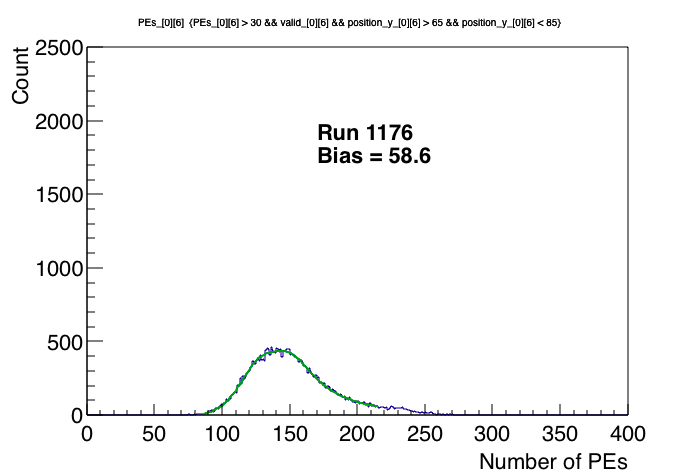 PEs_[0][6] {PEs_[0][6] > 30 && valid_[0][6] && position_y_[0][6] > 65 && position_y_[0][6] < 85}
Count
2500
2000
1500
1000
500
0
Run 1176
Bias = 58.6
0 50 100 150 200 250 300 350 400
Number of PEs